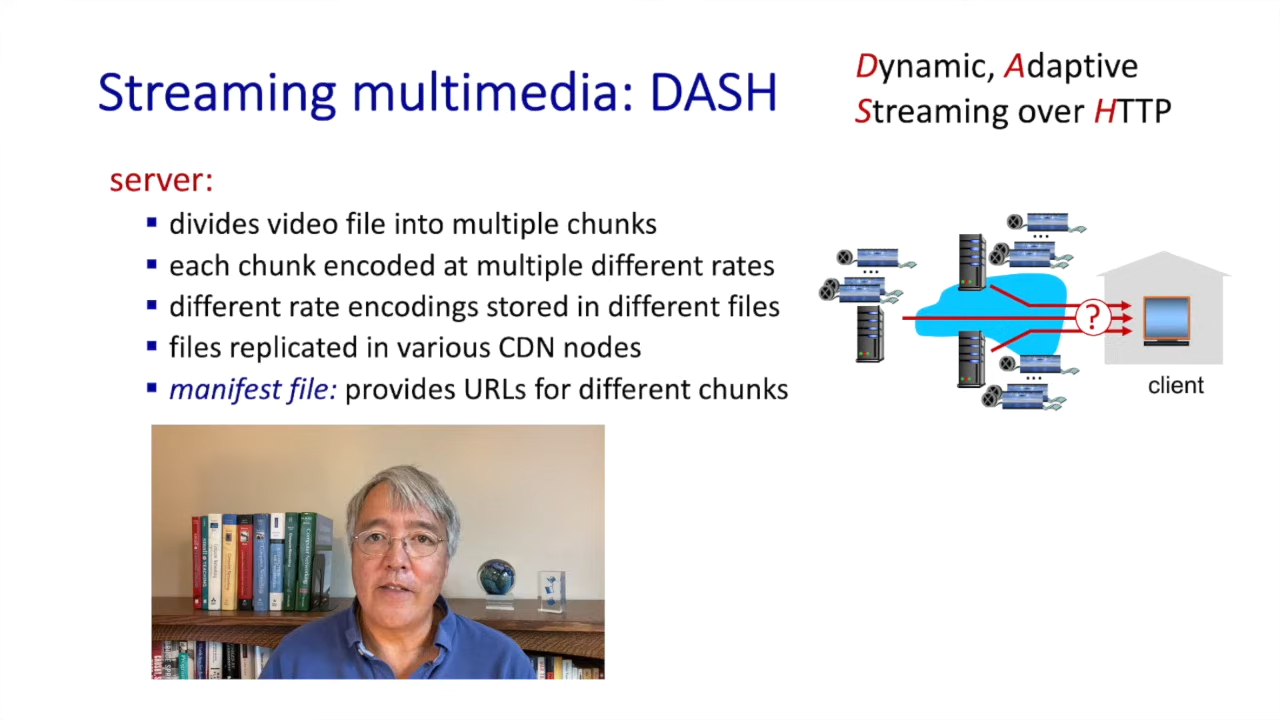 Streaming multimedia: DASH
Dynamic, Adaptive
Streaming over HTTP
server:
divides video file into multiple chunks
each chunk encoded at multiple different rates
different rate encodings stored in different files
files replicated in various CDN nodes
manifest file: provides URLs for different chunks
...
...
...
?
client